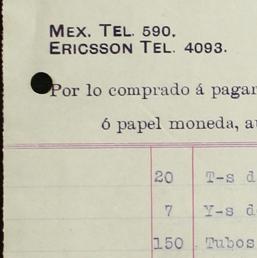 MEX. TEL. 590.
ERICSSON TEL. 4093.
Por lo comprado á pagar
ó papel moneda, a
20 T-s d
7 Y-s d
150 Tubos